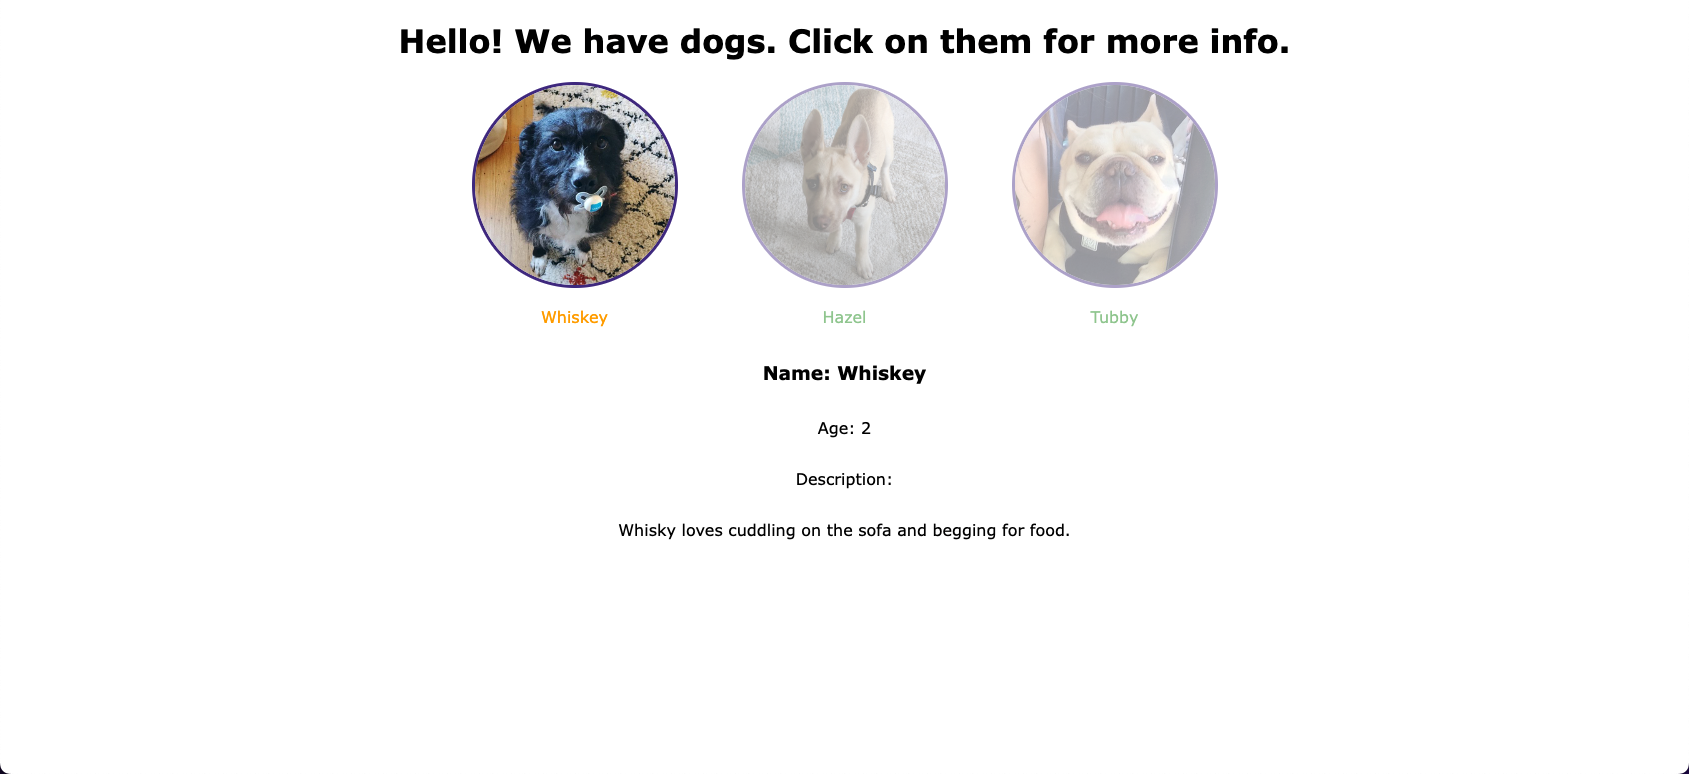 Hello! We have dogs. Click on them for more info.
Whiskey
Hazel
Tubby
Name: Whiskey
Age: 2
Description:
Whisky loves cuddling on the sofa and begging for food.